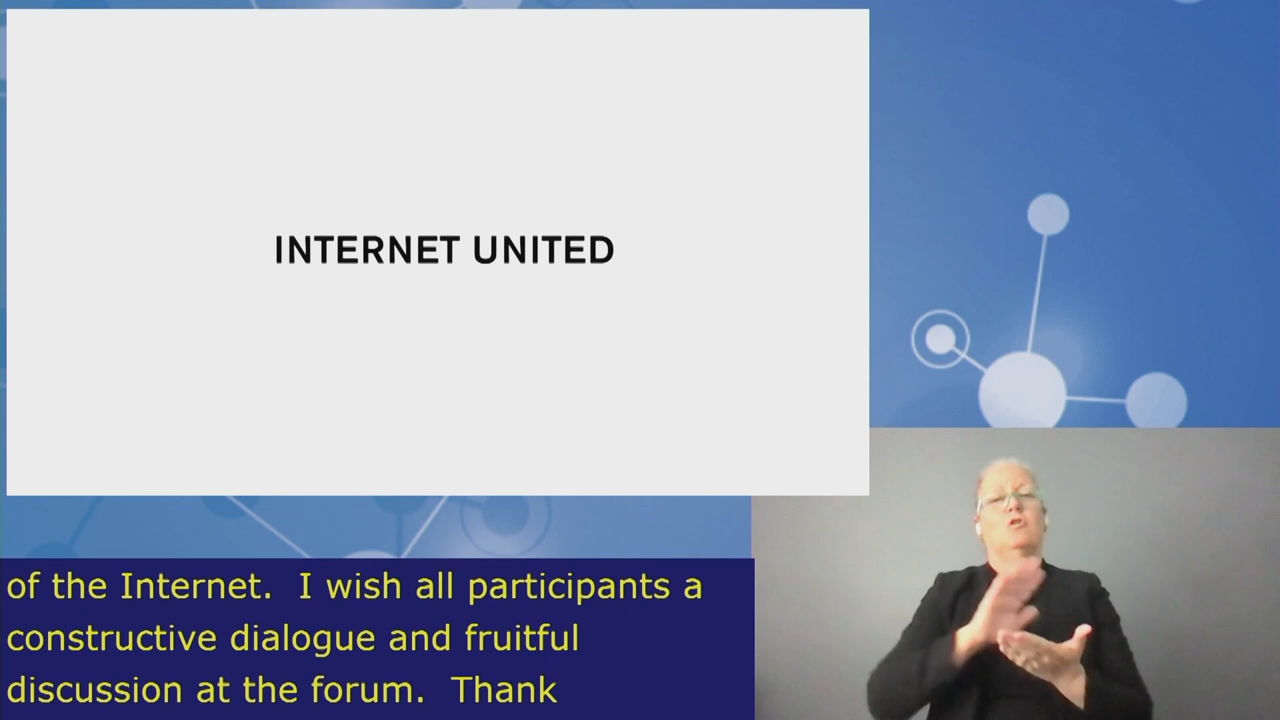 INTERNET UNITED
of the Internet. I wish all participants a
constructive dialogue and fruitful
discussion at the forum. Thank